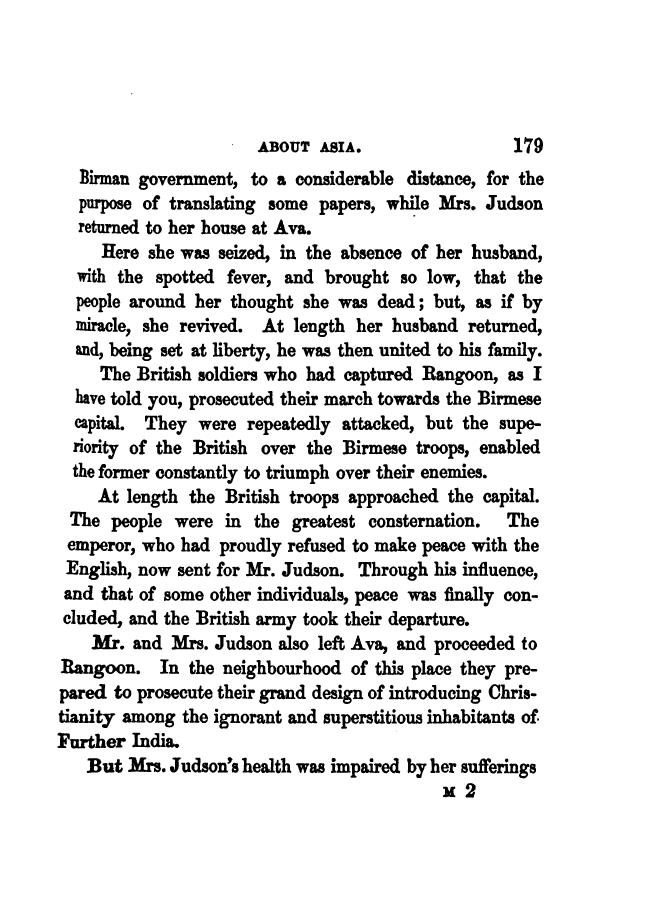 ABOUT ASIA. 179
Birman government, to a considerable distance, for the
purpose of translating some papers, while Mrs. Judson
returned to her house at Ava.
Here she was seized, in the absence of her husband,
with the spotted fever, and brought so low, that the
people around her thought she was dead; but, as if by
miracle, she revived. At length her husband returned,
and, being set at liberty, he was then united to his family.
The British soldiers who had captured Rangoon, as I
have told you, prosecuted their march towards the Birmese
capital. They were repeatedly attacked, but the supe-
riority of the British over the Birmese troops, enabled
the former constantly to triumph over their enemies.
At length the British troops approached the capital.
The people were in the greatest consternation. The
emperor, who had proudly refused to make peace with the
English, now sent for Mr. Judson. Through his influence,
and that of some other individuals, peace was finally con-
cluded, and the British army took their departure.
Mr. and Mrs. Judson also left Ava, and proceeded to
Rangoon. In the neighbourhood of this place they pre-
pared to prosecute their grand design of introducing Chris-
tianity among the ignorant and superstitious inhabitants of
Further India.
But Mrs. Judson's health was impaired by her sufferings
M 2